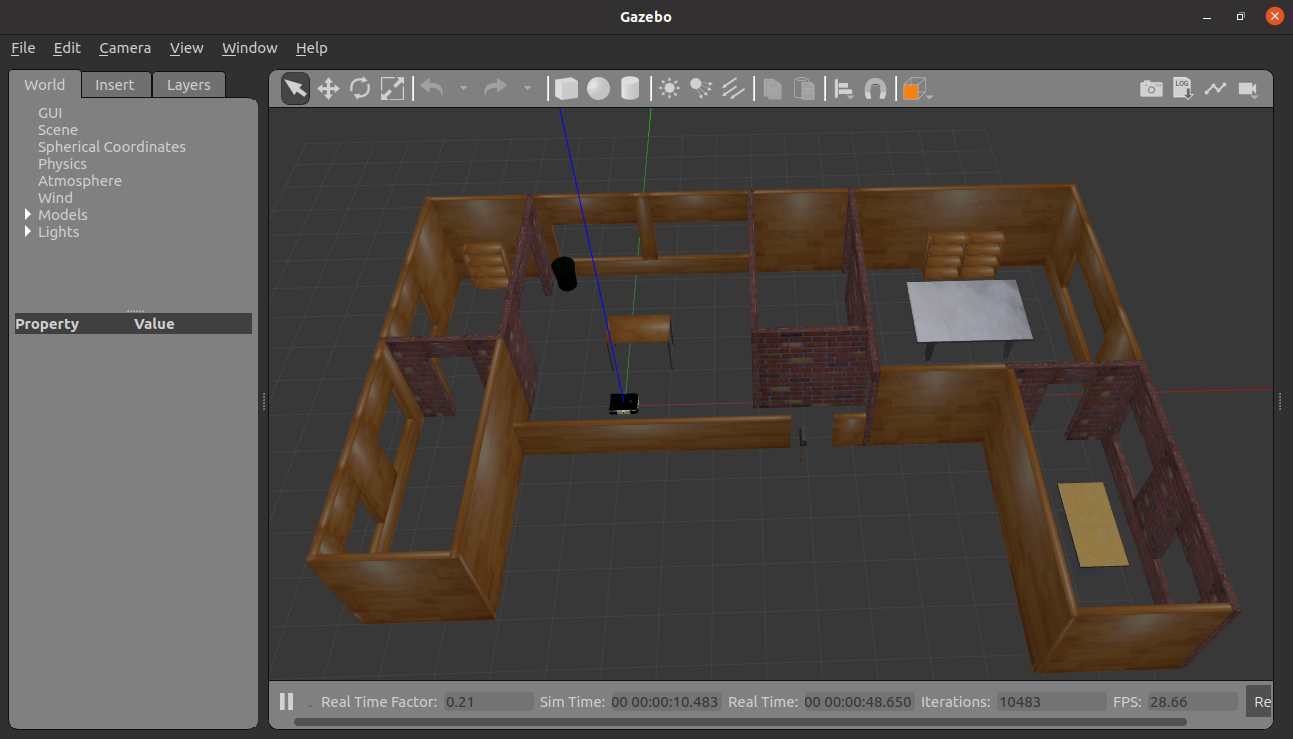 Gazebo
File Edit Camera View Window Help
World Insert Layers
LOG
GUI
Scene
Spherical Coordinates
Physics
Atmosphere
Wind
Models
Lights
Property Value
Real Time Factor: 0.21 Sim Time: 00 00:00:10.483 Real Time: 00 00:00:48.650 Iterations: 10483 FPS: 28.66 Re